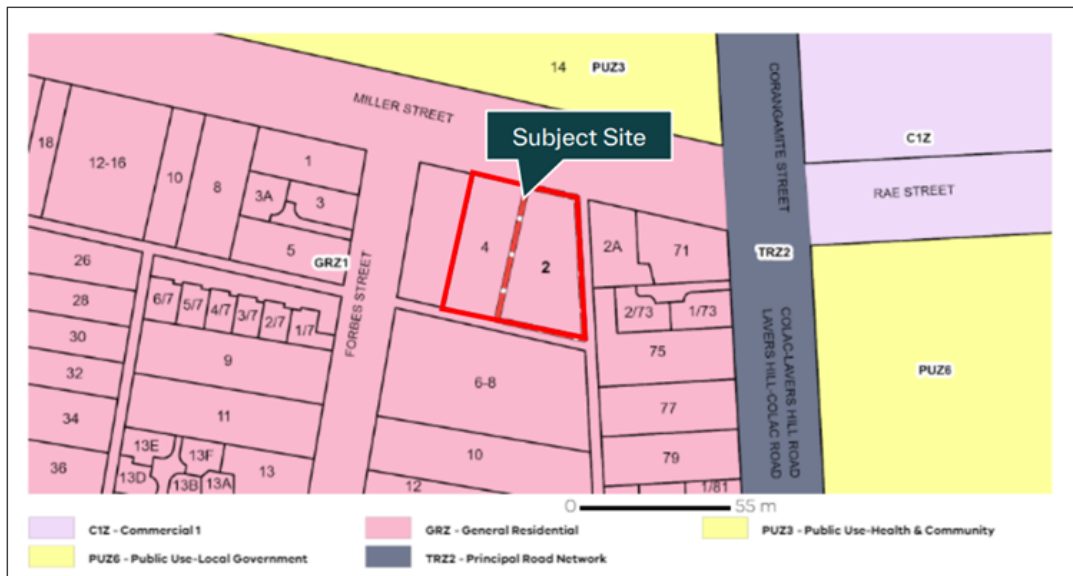 14 PUZ3
MILLER STREET
Subject Site
CORANGAMITE STREET
C1Z
RAE STREET
18
12-16
10
8
1
3A
3
5
GRZ1
FORBES STREET
4
2
2A
71
TRZ2
26
28
30
32
34
36
6/7
5/7
4/7
3/7
2/7
1/7
9
11
13E
13F
13D
13B
13A
13
6-8
10
12
2/73
1/73
75
77
79
1/81
COLAC-LAVERS HILL ROAD
LAVERS HILL-COLAC ROAD
PUZ6
0 55 m
C1Z - Commercial 1
GRZ - General Residential
PUZ3 - Public Use-Health & Community
PUZ6 - Public Use-Local Government
TRZ2 - Principal Road Network